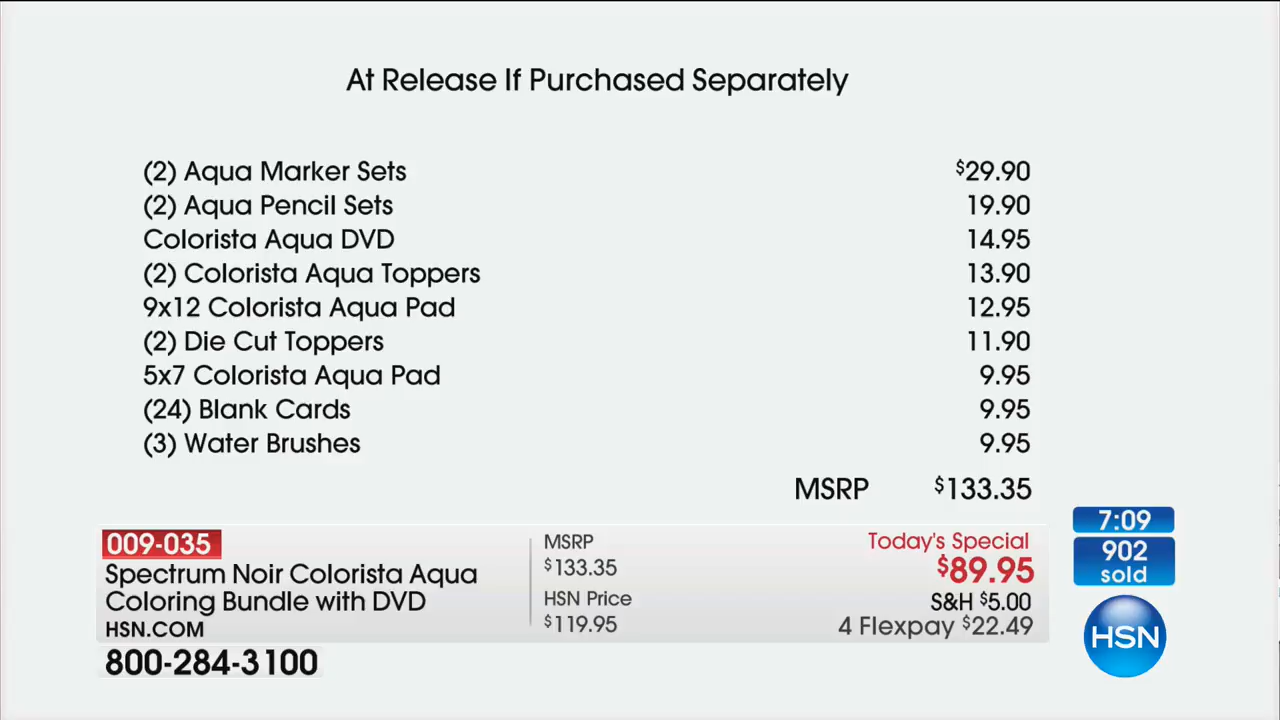 At Release If Purchased Separately
(2) Aqua Marker Sets $29.90
(2) Aqua Pencil Sets 19.90
Colorista Aqua DVD 14.95
(2) Colorista Aqua Toppers 13.90
9x12 Colorista Aqua Pad 12.95
(2) Die Cut Toppers 11.90
5x7 Colorista Aqua Pad 9.95
(24) Blank Cards 9.95
(3) Water Brushes 9.95
MSRP $133.35
009-035
Spectrum Noir Colorista Aqua
Coloring Bundle with DVD
HSN.COM
800-284-3100
MSRP
$133.35
HSN Price
$119.95
Today's Special
$89.95
S&H $5.00
4 Flexpay $22.49
7:09
902
sold
HSN